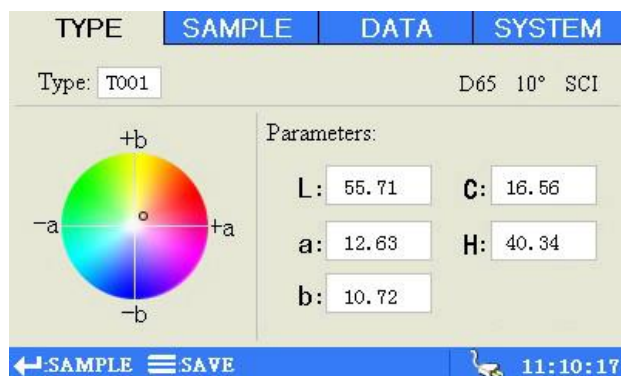 TYPE SAMPLE DATA SYSTEM
Type: T001 D65 10° SCI
+b
-a
+a
-b
Parameters:
L: 55.71 C: 16.56
a: 12.63 H: 40.34
b: 10.72
:SAMPLE :SAVE 11:10:17